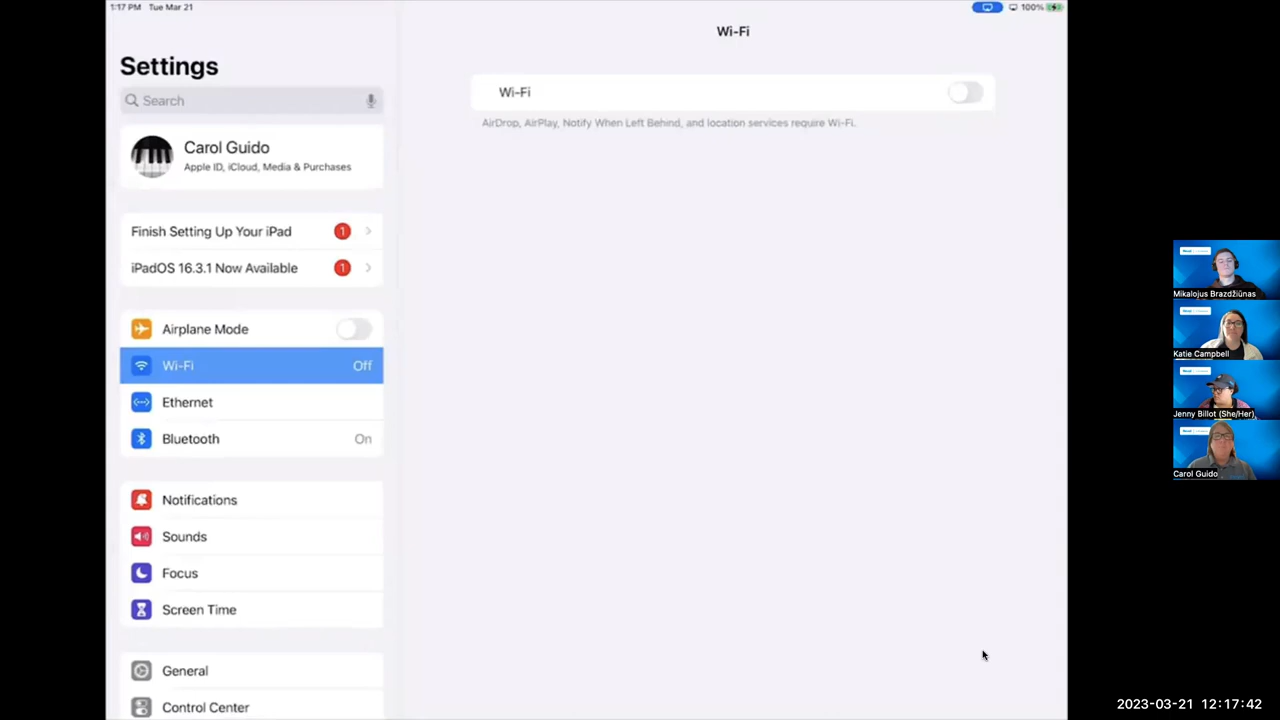 1:17 PM Tue Mar 21
100%
Settings
Search
Carol Guido
Apple ID, iCloud, Media & Purchases
Finish Setting Up Your iPad 1
iPadOS 16.3.1 Now Available 1
Airplane Mode
Wi-Fi Off
Ethernet
Bluetooth On
Notifications
Sounds
Focus
Screen Time
General
Control Center
Wi-Fi
Wi-Fi
AirDrop, AirPlay, Notify When Left Behind, and location services require Wi-Fi.
Mikalojus Brazdžiūnas
Katie Campbell
Jenny Billot (She/Her)
Carol Guido
2023-03-21 12:17:42